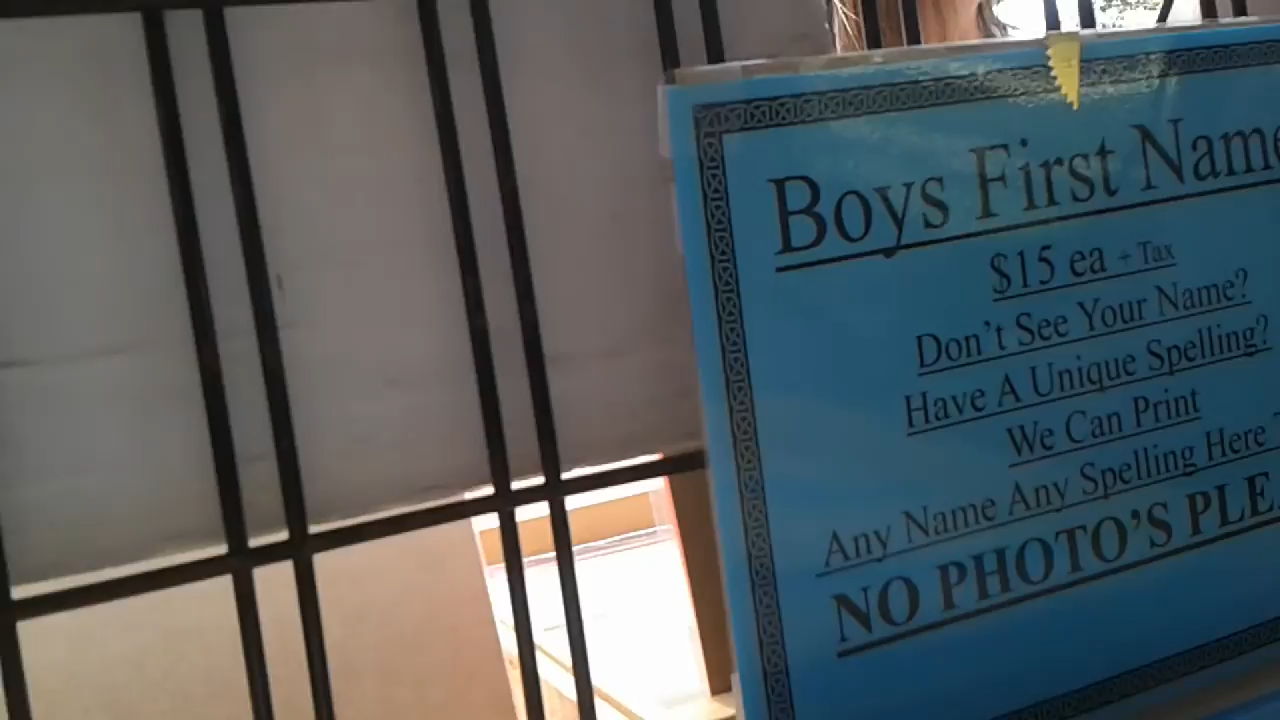 Boys First Name
$15 ea + Tax
Don't See Your Name?
Have A Unique Spelling?
We Can Print
Any Name Any Spelling Here
NO PHOTO'S